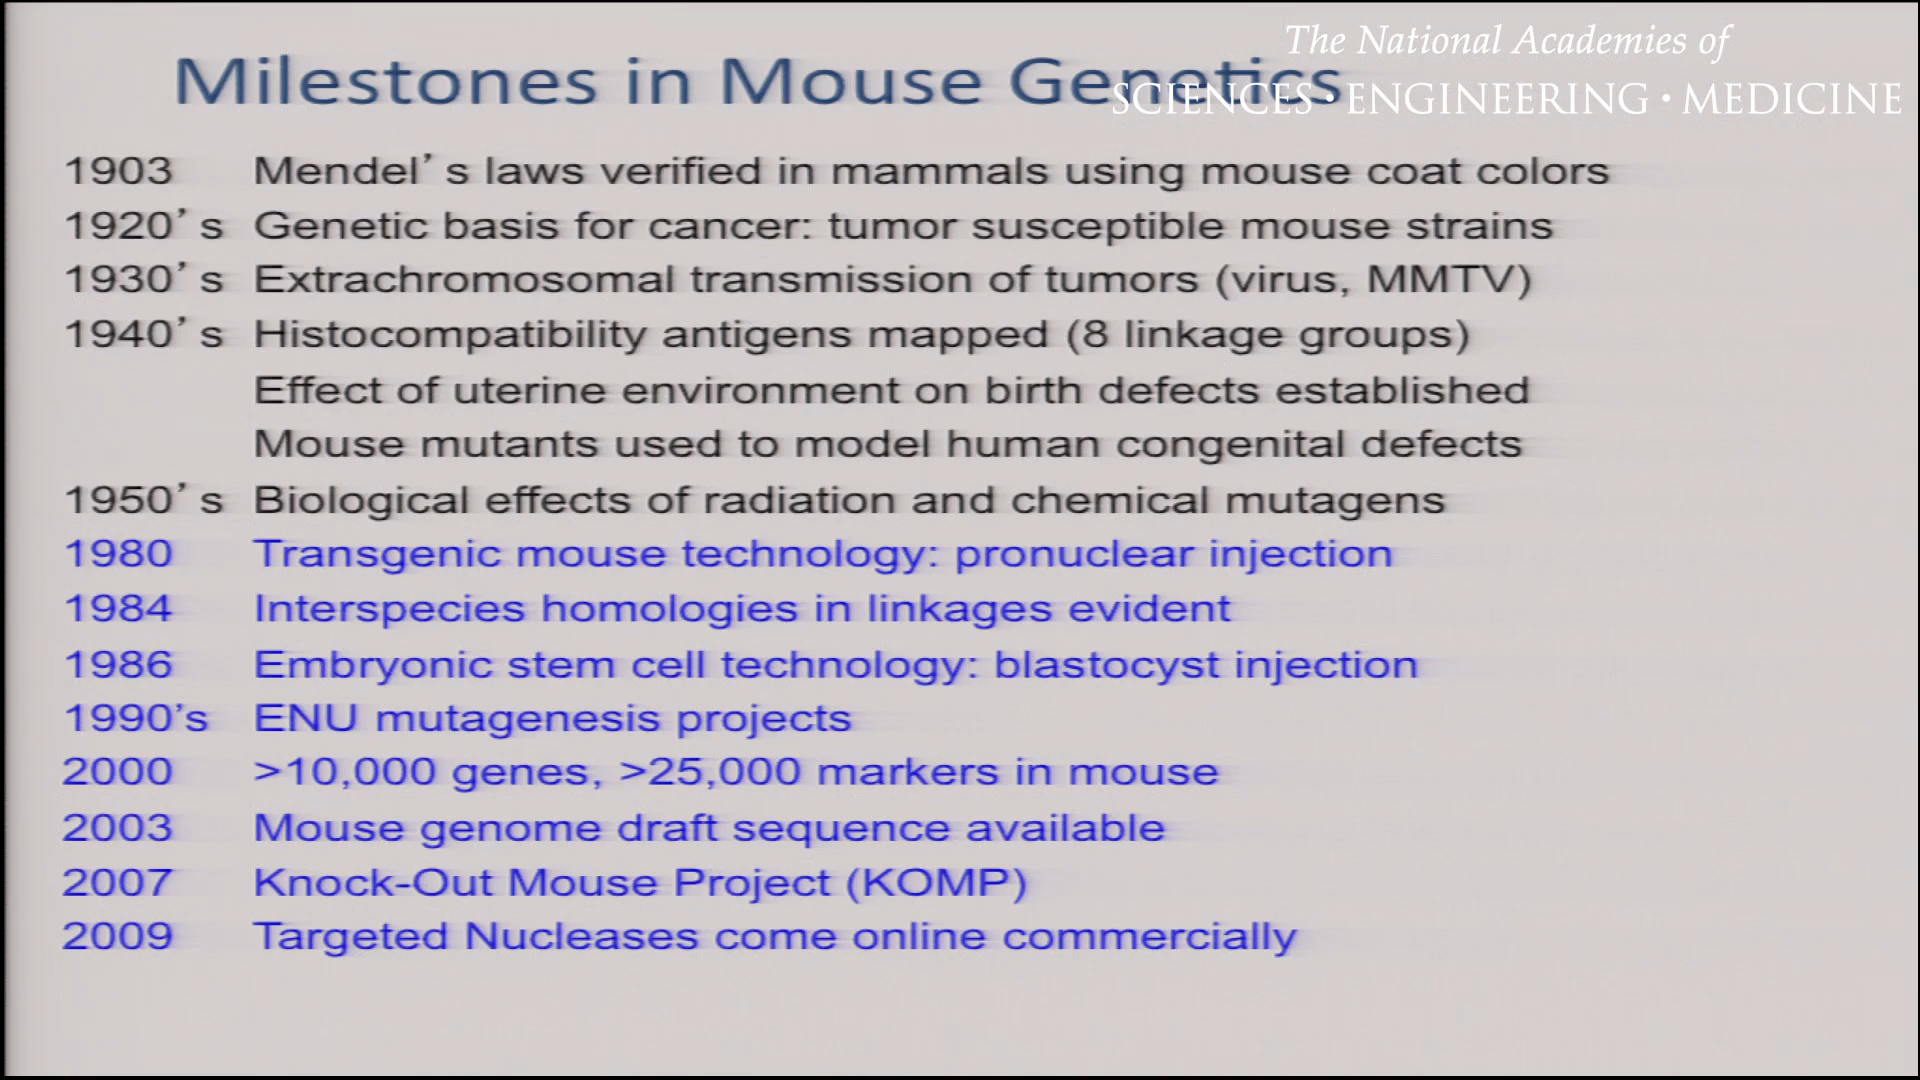 The National Academies of
SCIENCES • ENGINEERING • MEDICINE
Milestones in Mouse Genetics
1903 Mendel’s laws verified in mammals using mouse coat colors
1920’s Genetic basis for cancer: tumor susceptible mouse strains
1930’s Extrachromosomal transmission of tumors (virus, MMTV)
1940’s Histocompatibility antigens mapped (8 linkage groups)
Effect of uterine environment on birth defects established
Mouse mutants used to model human congenital defects
1950’s Biological effects of radiation and chemical mutagens
1980 Transgenic mouse technology: pronuclear injection
1984 Interspecies homologies in linkages evident
1986 Embryonic stem cell technology: blastocyst injection
1990’s ENU mutagenesis projects
2000 >10,000 genes, >25,000 markers in mouse
2003 Mouse genome draft sequence available
2007 Knock-Out Mouse Project (KOMP)
2009 Targeted Nucleases come online commercially